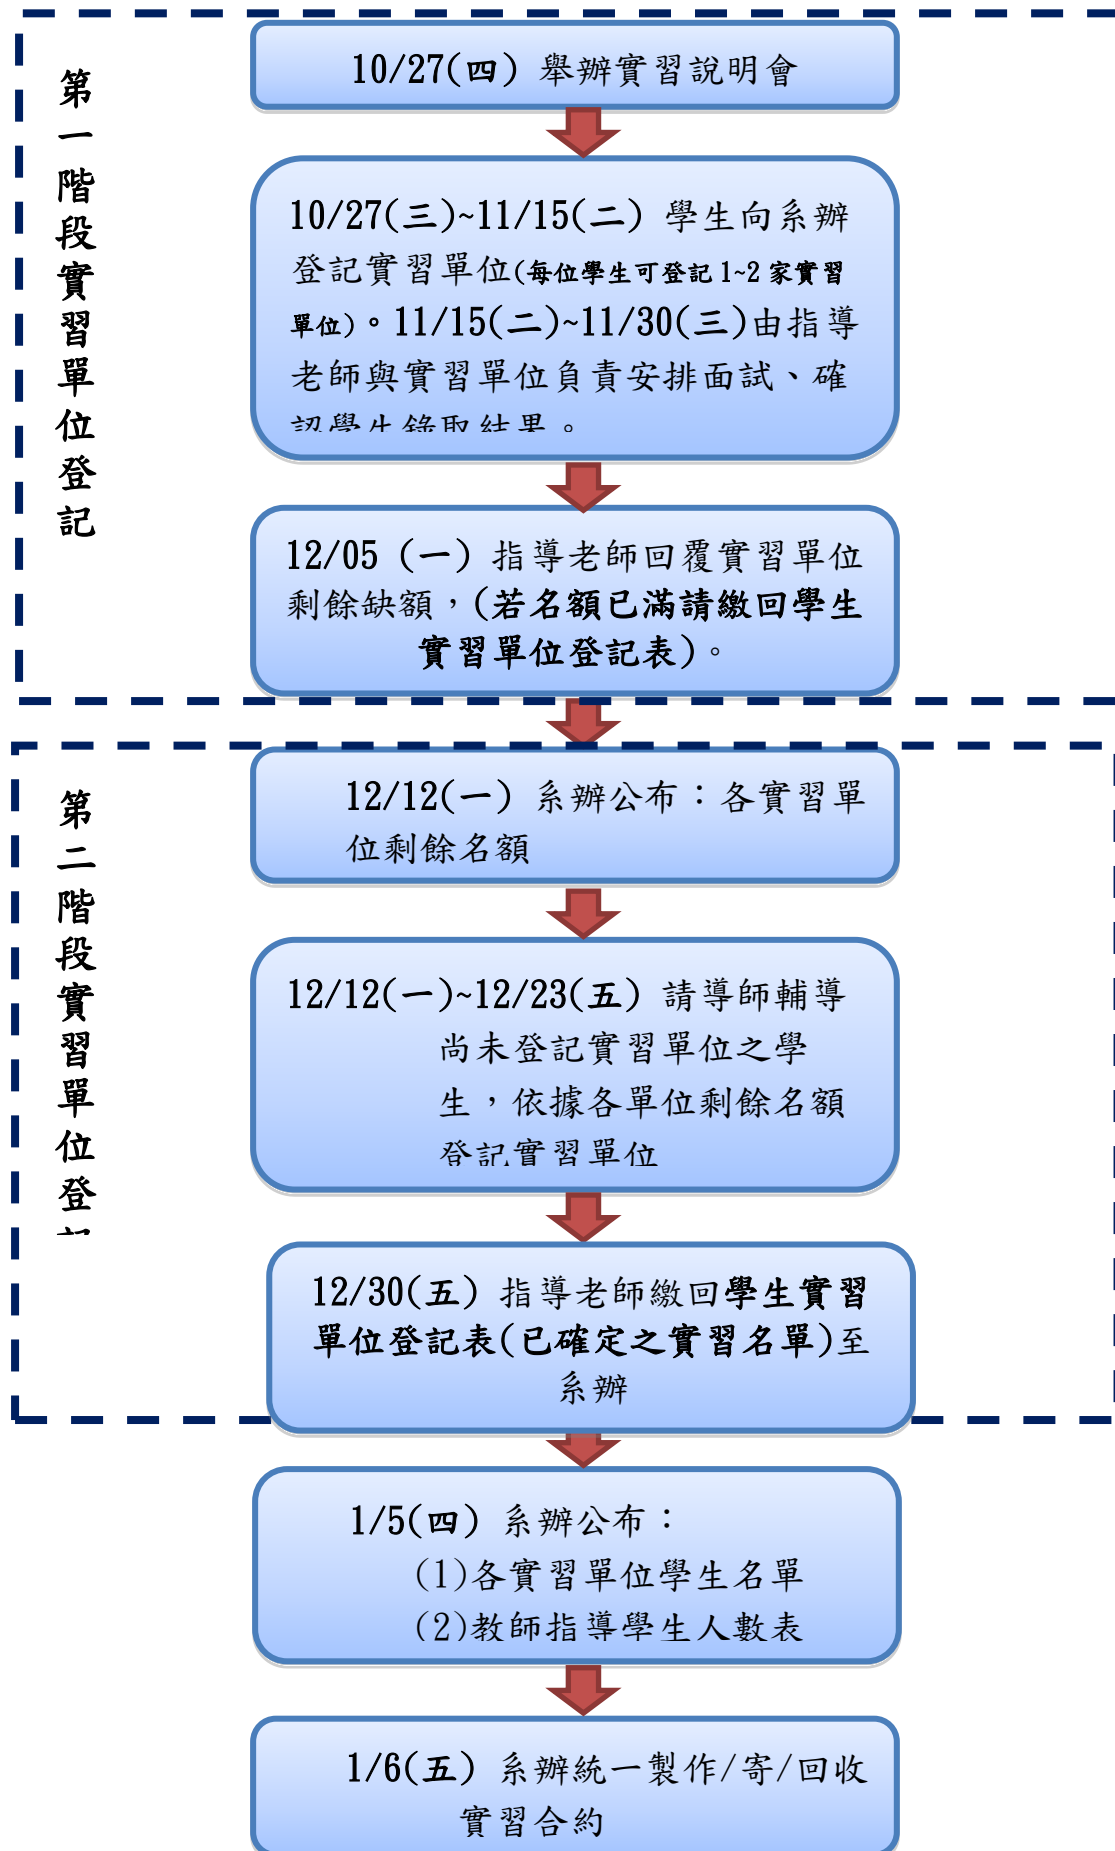 第一階段實習單位登記
10/27(四) 舉辦實習說明會
10/27(三)~11/15(二) 學生向系辦
登記實習單位(每位學生可登記1~2家實習
單位)。11/15(二)~11/30(三)由指導
老師與實習單位負責安排面試、確
認學生錄取結果。
12/05 (一) 指導老師回覆實習單位
剩餘缺額，(若名額已滿請繳回學生
實習單位登記表)。
第二階段實習單位登記
12/12(一) 系辦公布：各實習單
位剩餘名額
12/12(一)~12/23(五) 請導師輔導
尚未登記實習單位之學
生，依據各單位剩餘名額
登記實習單位
12/30(五) 指導老師繳回學生實習
單位登記表(已確定之實習名單)至
系辦
1/5(四) 系辦公布：
(1)各實習單位學生名單
(2)教師指導學生人數表
1/6(五) 系辦統一製作/寄/回收
實習合約